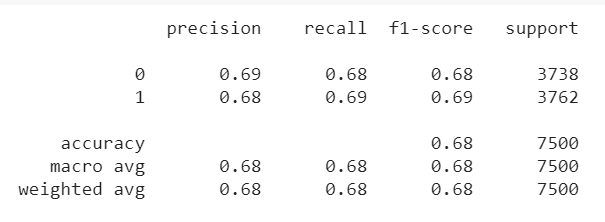 precision recall f1-score support
0 0.69 0.68 0.68 3738
1 0.68 0.69 0.69 3762
accuracy 0.68 7500
macro avg 0.68 0.68 0.68 7500
weighted avg 0.68 0.68 0.68 7500